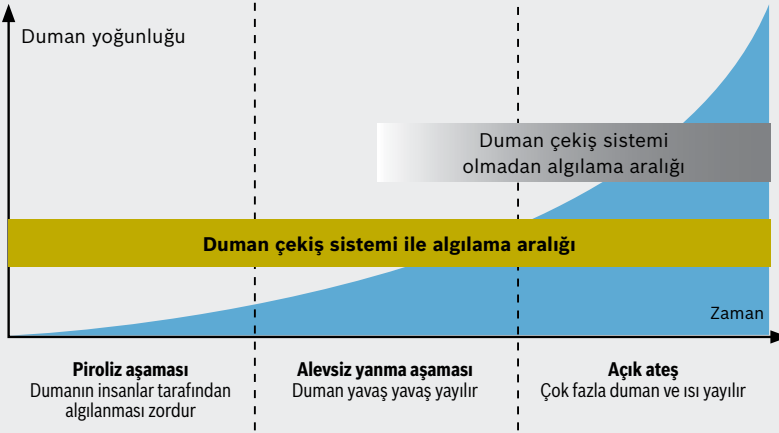 Duman yoğunluğu
Duman çekiş sistemi
olmadan algılama aralığı
Duman çekiş sistemi ile algılama aralığı
Zaman
Piroliz aşaması
Dumanın insanlar tarafından
algılanması zordur
Alevsiz yanma aşaması
Duman yavaş yavaş yayılır
Açık ateş
Çok fazla duman ve ısı yayılır